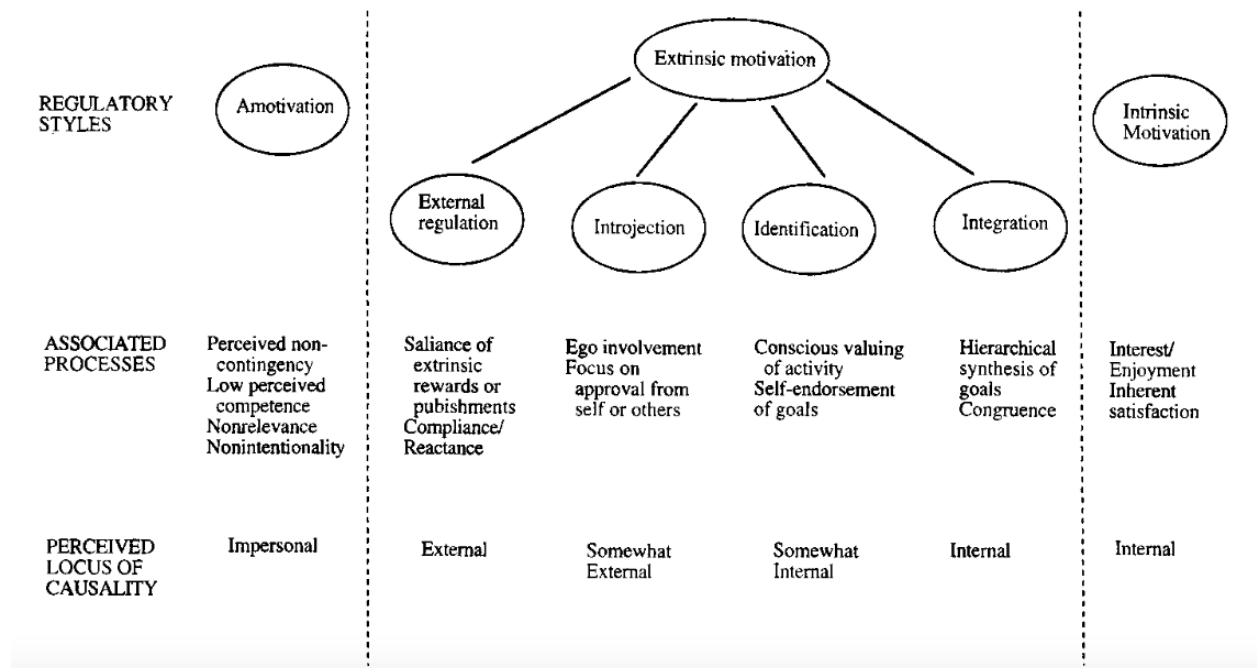 Extrinsic motivation
REGULATORY
STYLES
Amotivation
Intrinsic
Motivation
External
regulation
Introjection
Identification
Integration
ASSOCIATED
PROCESSES
Perceived non-
contingency
Low perceived
competence
Nonrelevance
Nonintentionality
Saliance of
extrinsic
rewards or
pubishments
Compliance/
Reactance
Ego involvement
Focus on
approval from
self or others
Conscious valuing
of activity
Self-endorsement
of goals
Hierarchical
synthesis of
goals
Congruence
Interest/
Enjoyment
Inherent
satisfaction
PERCEIVED
LOCUS OF
CAUSALITY
Impersonal
External
Somewhat
External
Somewhat
Internal
Internal
Internal